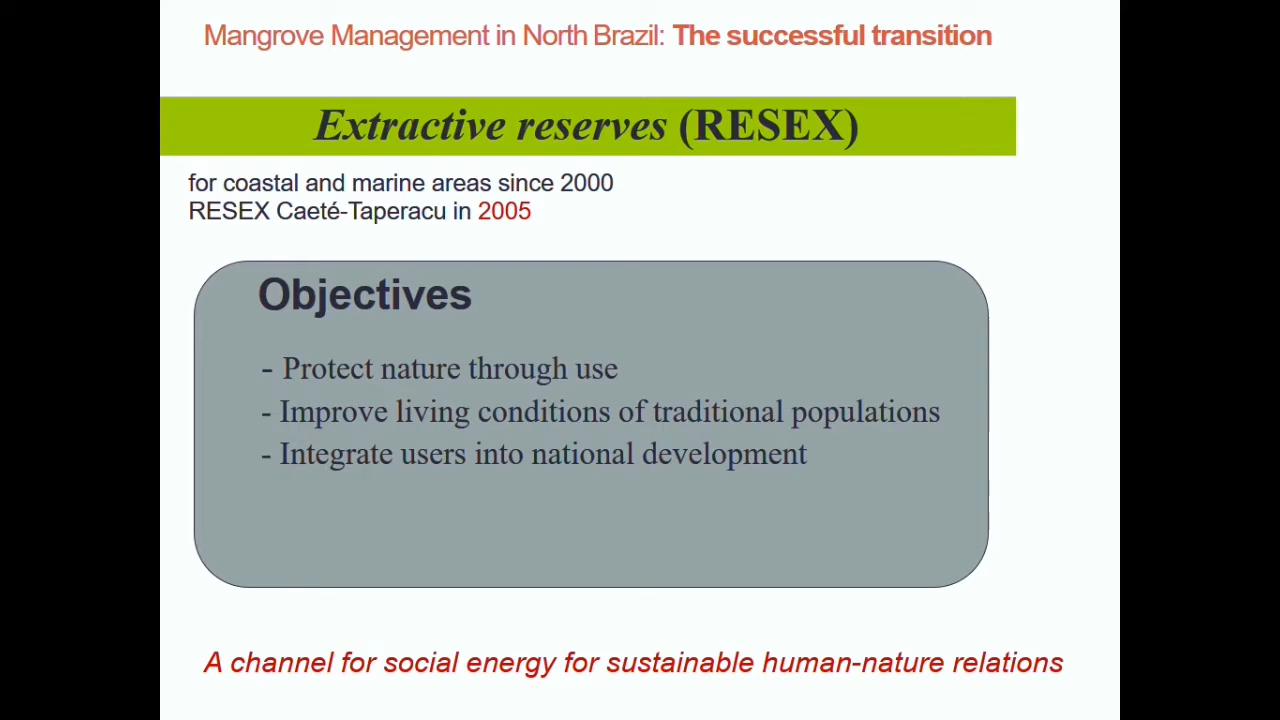 Mangrove Management in North Brazil: The successful transition
Extractive reserves (RESEX)
for coastal and marine areas since 2000
RESEX Caeté-Taperacu in 2005
Objectives
- Protect nature through use
- Improve living conditions of traditional populations
- Integrate users into national development
A channel for social energy for sustainable human-nature relations